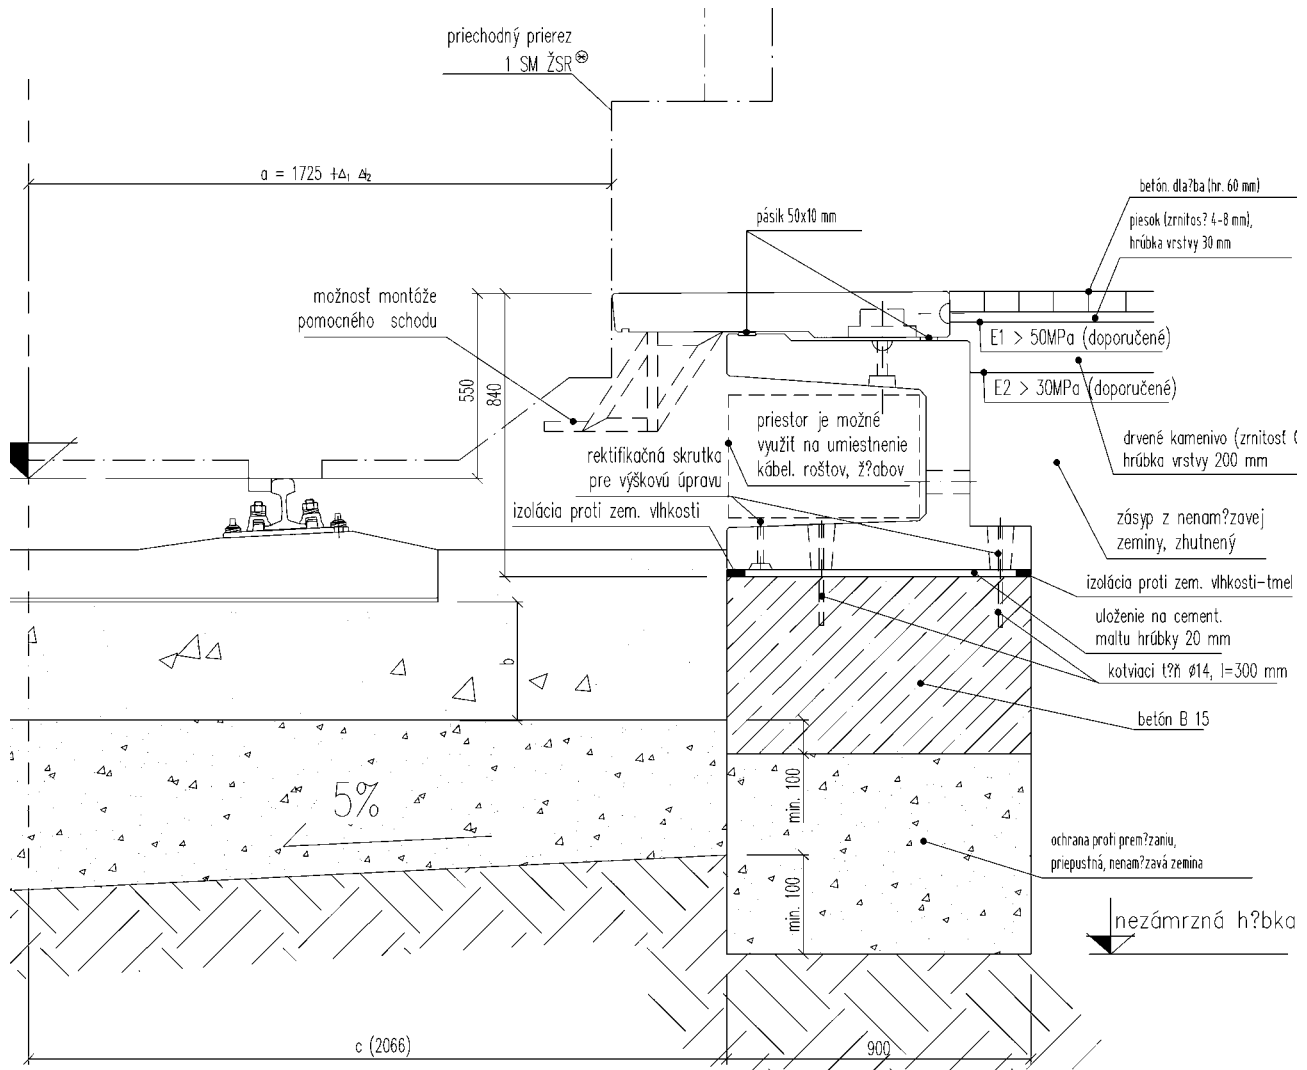 priechodný prierez
1 SM ŽSR
a = 1725 +Δ₁ Δ₂
betón. dla?ba (hr. 60 mm)
piesok (zrnitos? 4-8 mm),
hrúbka vrstvy 30 mm
pásik 50x10 mm
možnosť montáže
pomocného schodu
E1 > 50MPa (doporučené)
E2 > 30MPa (doporučené)
550
840
priestor je možné
využiť na umiestnenie
kábel. roštov, ž?abov
drvené kamenivo (zrnitosť
hrúbka vrstvy 200 mm
rektifikačná skrutka
pre výškovú úpravu
izolácia proti zem. vlhkosti
zásyp z nenam?zavej
zeminy, zhutnený
izolácia proti zem. vlhkosti-tmel
uloženie na cement.
maltu hrúbky 20 mm
b
kotviaci t?ň ø14, l=300 mm
betón B 15
5%
min. 100
min. 100
ochrana proti prem?zaniu,
priepustná, nenam?zavá zemina
nezámrzná h?bka
c (2066)
900